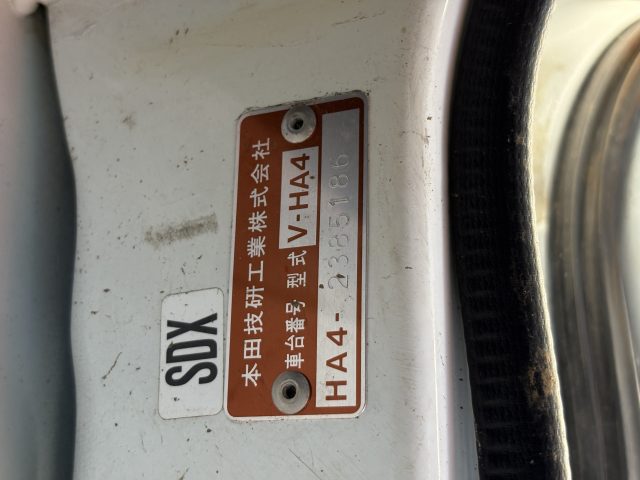 本田技研工業株式会社
車台番号 型式 V-HA4
HA4-2385186
SDX